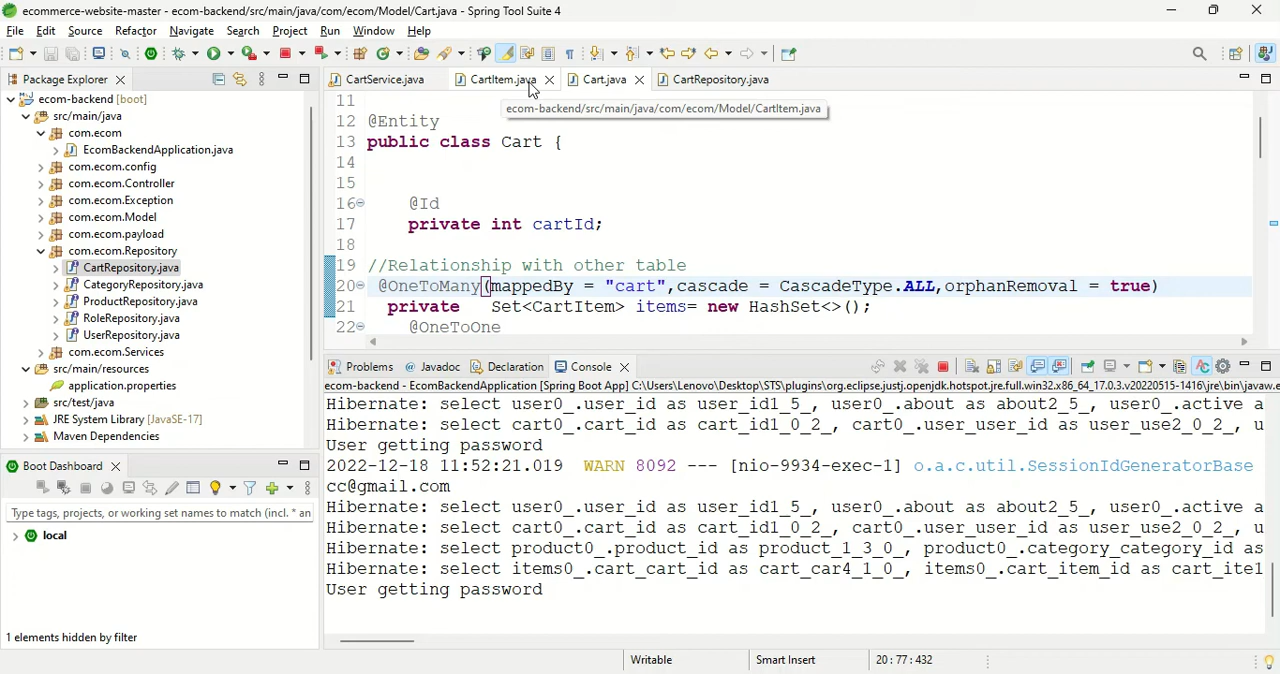 ecommerce-website-master - ecom-backend/src/main/java/com/ecom/Model/Cart.java - Spring Tool Suite 4
File Edit Source Refactor Navigate Search Project Run Window Help
Package Explorer
ecom-backend [boot]
src/main/java
com.ecom
EcomBackendApplication.java
com.ecom.config
com.ecom.Controller
com.ecom.Exception
com.ecom.Model
com.ecom.payload
com.ecom.Repository
CartRepository.java
CategoryRepository.java
ProductRepository.java
RoleRepository.java
UserRepository.java
com.ecom.Services
src/main/resources
application.properties
src/test/java
JRE System Library [JavaSE-17]
Maven Dependencies
Boot Dashboard
Type tags, projects, or working set names to match (incl. * an
local
1 elements hidden by filter
CartService.java CartItem.java Cart.java CartRepository.java
ecom-backend/src/main/java/com/ecom/Model/CartItem.java
11
12 @Entity
13 public class Cart {
14
15
16 @Id
17 private int cartId;
18
19 //Relationship with other table
20 @OneToMany(mappedBy = "cart",cascade = CascadeType.ALL,orphanRemoval = true)
21 private Set<CartItem> items= new HashSet<>();
22 @OneToOne
Problems @ Javadoc Declaration Console
ecom-backend - EcomBackendApplication [Spring Boot App] C:\Users\Lenovo\Desktop\STS\plugins\org.eclipse.justj.openjdk.hotspot.jre.full.win32.x86_64_17.0.3.v20220515-1416\jre\bin\javaw.e
Hibernate: select user0_.user_id as user_id1_5_, user0_.about as about2_5_, user0_.active a
Hibernate: select cart0_.cart_id as cart_id1_0_2_, cart0_.user_user_id as user_use2_0_2_, u
User getting password
2022-12-18 11:52:21.019 WARN 8092 --- [nio-9934-exec-1] o.a.c.util.SessionIdGeneratorBase
cc@gmail.com
Hibernate: select user0_.user_id as user_id1_5_, user0_.about as about2_5_, user0_.active a
Hibernate: select cart0_.cart_id as cart_id1_0_2_, cart0_.user_user_id as user_use2_0_2_, u
Hibernate: select product0_.product_id as product_1_3_0_, product0_.category_category_id as
Hibernate: select items0_.cart_cart_id as cart_car4_1_0_, items0_.cart_item_id as cart_ite1
User getting password
Writable Smart Insert 20 : 77 : 432